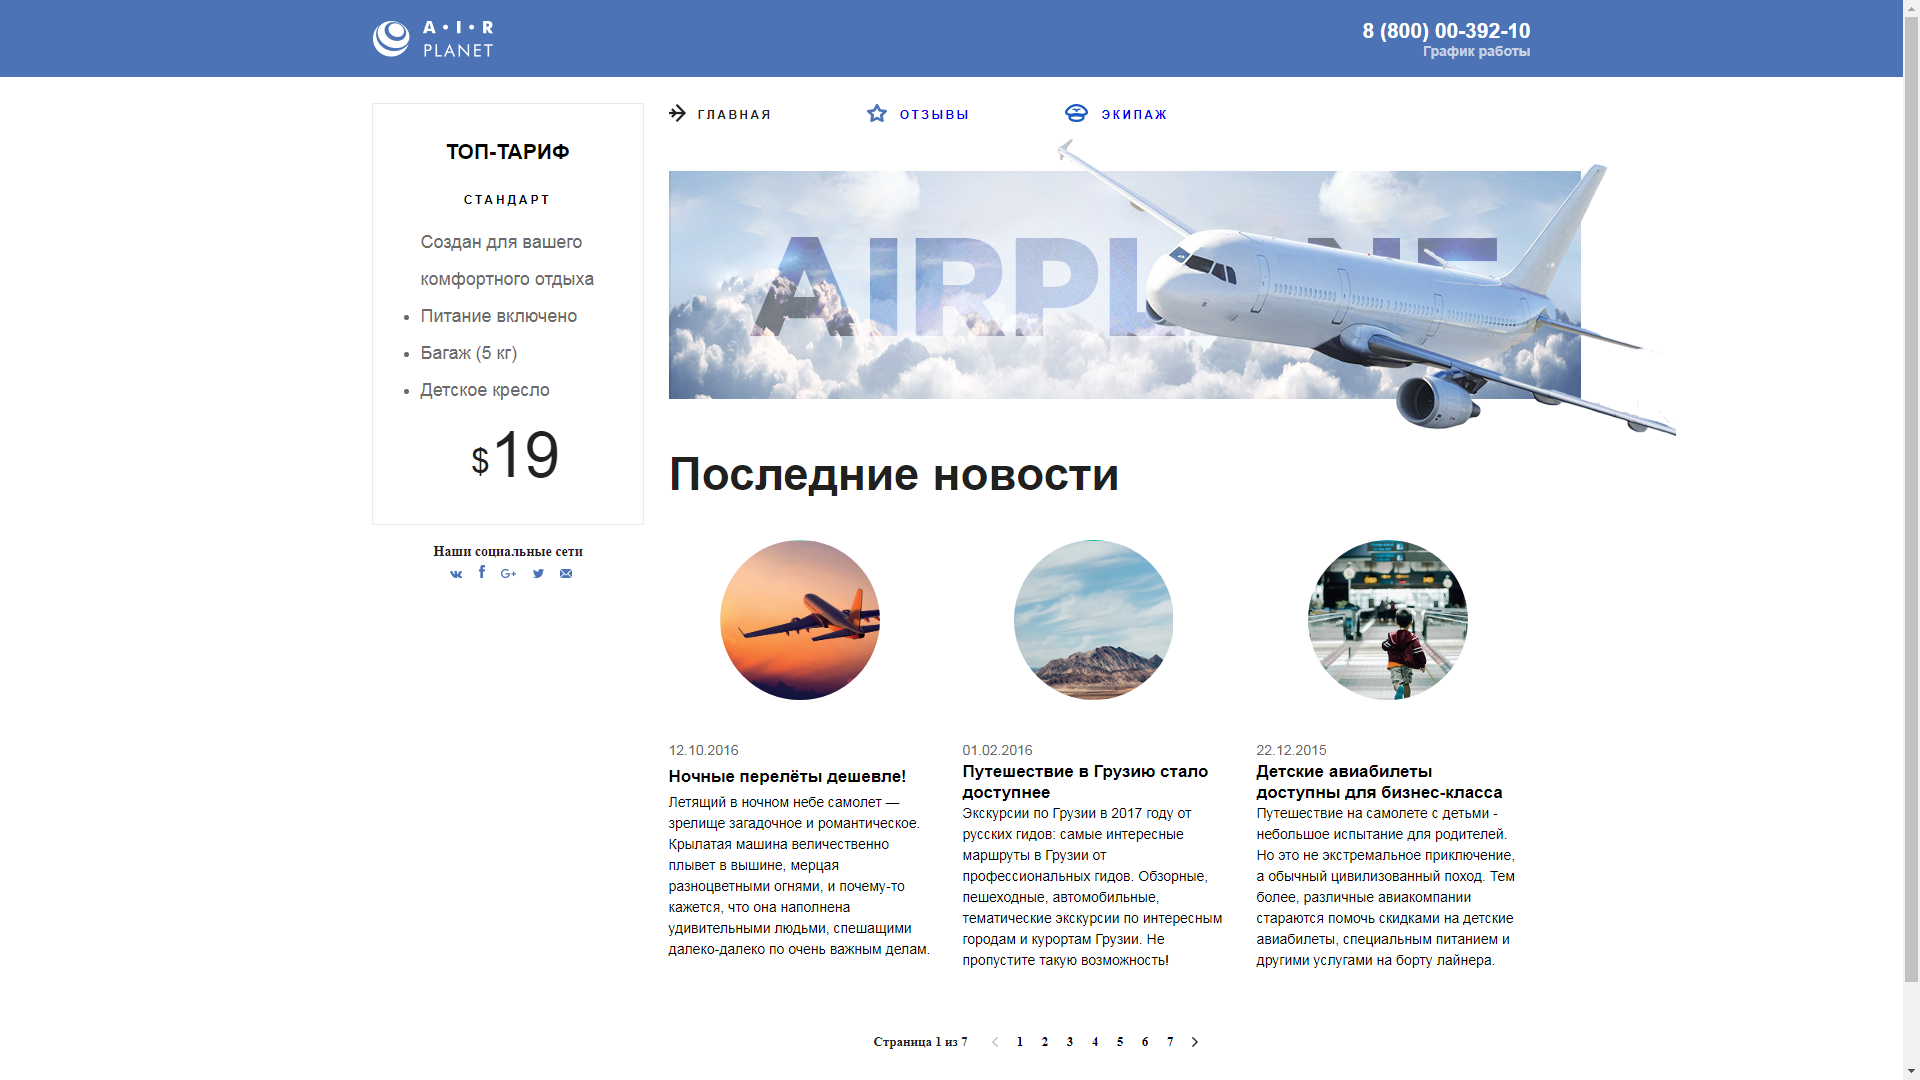 A·I·R
PLANET
8 (800) 00-392-10
График работы
ТОП-ТАРИФ
СТАНДАРТ
Создан для вашего
комфортного отдыха
Питание включено
Багаж (5 кг)
Детское кресло
$19
Наши социальные сети
ГЛАВНАЯ
ОТЗЫВЫ
ЭКИПАЖ
AIRPLANE
Последние новости
12.10.2016
Ночные перелёты дешевле!
Летящий в ночном небе самолет —
зрелище загадочное и романтическое.
Крылатая машина величественно
плывет в вышине, мерцая
разноцветными огнями, и почему-то
кажется, что она наполнена
удивительными людьми, спешащими
далеко-далеко по очень важным делам.
01.02.2016
Путешествие в Грузию стало
доступнее
Экскурсии по Грузии в 2017 году от
русских гидов: самые интересные
маршруты в Грузии от
профессиональных гидов. Обзорные,
пешеходные, автомобильные,
тематические экскурсии по интересным
городам и курортам Грузии. Не
пропустите такую возможность!
22.12.2015
Детские авиабилеты
доступны для бизнес-класса
Путешествие на самолете с детьми -
небольшое испытание для родителей.
Но это не экстремальное приключение,
а обычный цивилизованный поход. Тем
более, различные авиакомпании
стараются помочь скидками на детские
авиабилеты, специальным питанием и
другими услугами на борту лайнера.
Страница 1 из 7 1 2 3 4 5 6 7